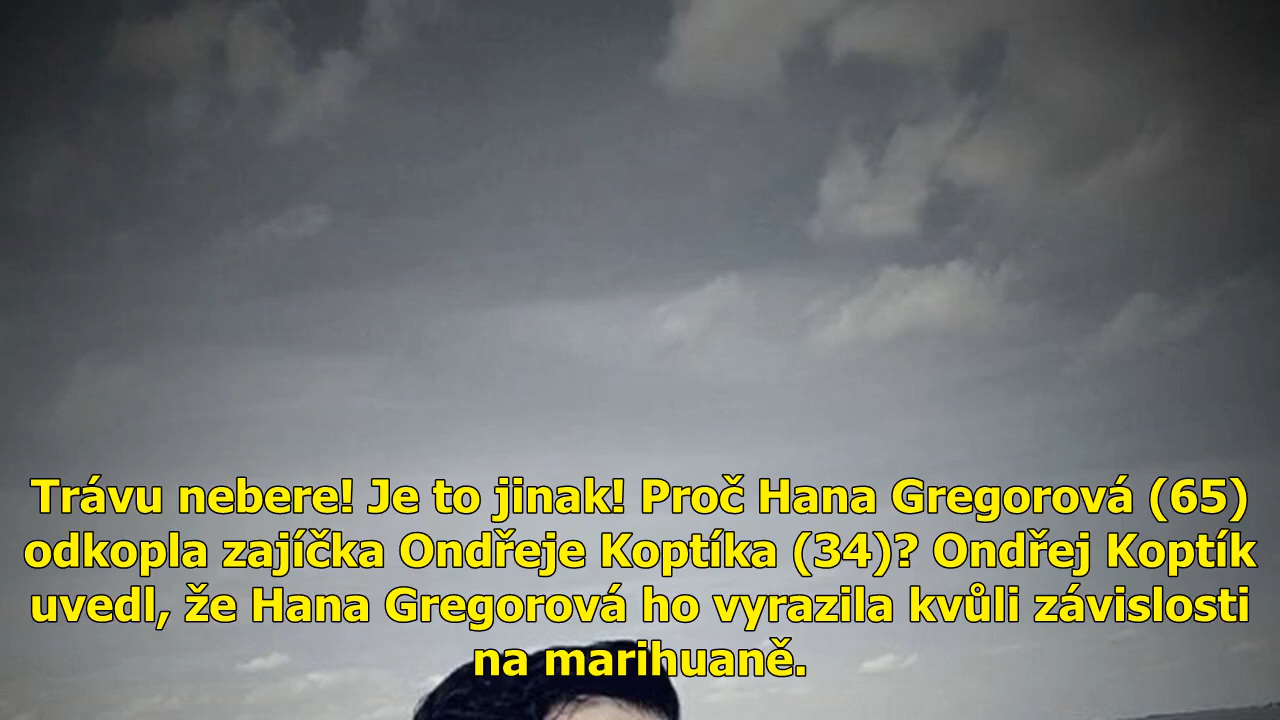 Trávu nebere! Je to jinak! Proč Hana Gregorová (65)
odkopla zajíčka Ondřeje Koptíka (34)? Ondřej Koptík
uvedl, že Hana Gregorová ho vyrazila kvůli závislosti
na marihuaně.